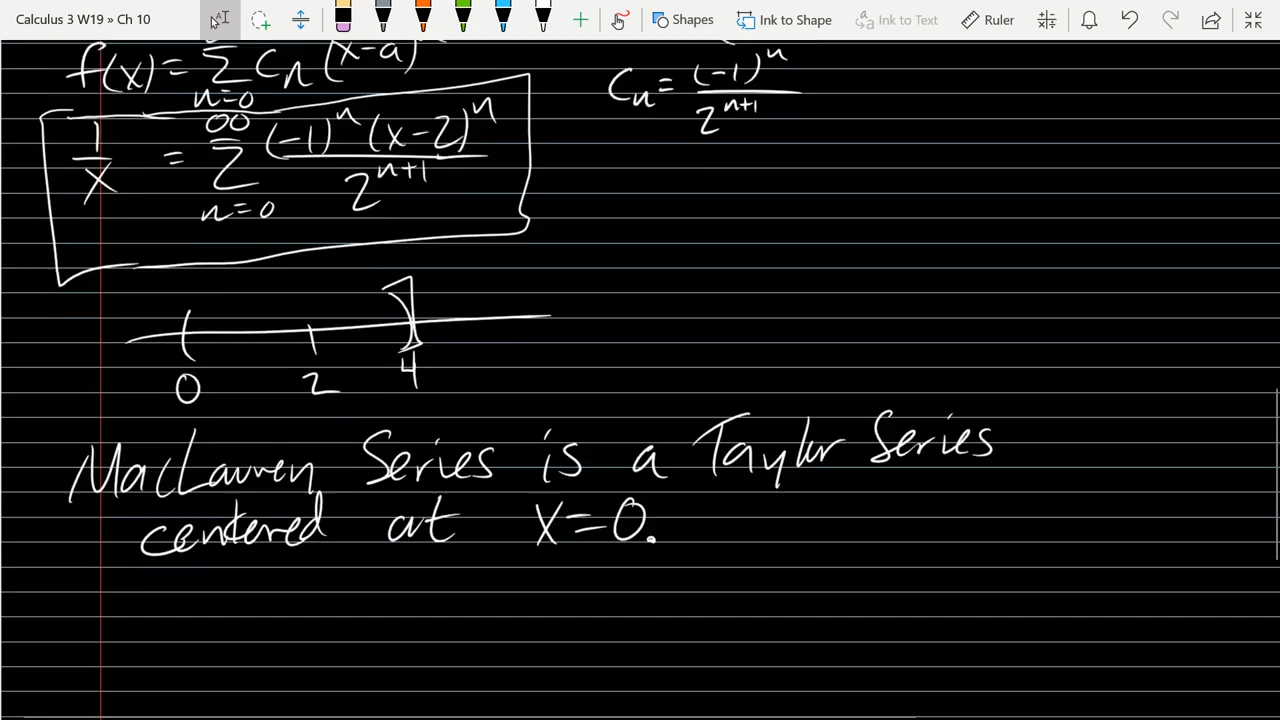 Calculus 3 W19 » Ch 10
Shapes Ink to Shape Ink to Text Ruler
f(x) = ∑ n=0 Cn (x-a)
Cn = (-1)^n / 2^(n+1)
1/x = ∑ n=0 ∞ (-1)^n (x-2)^n / 2^(n+1)
0 2 4
MacLauren Series is a Taylor Series
centered at x=0.